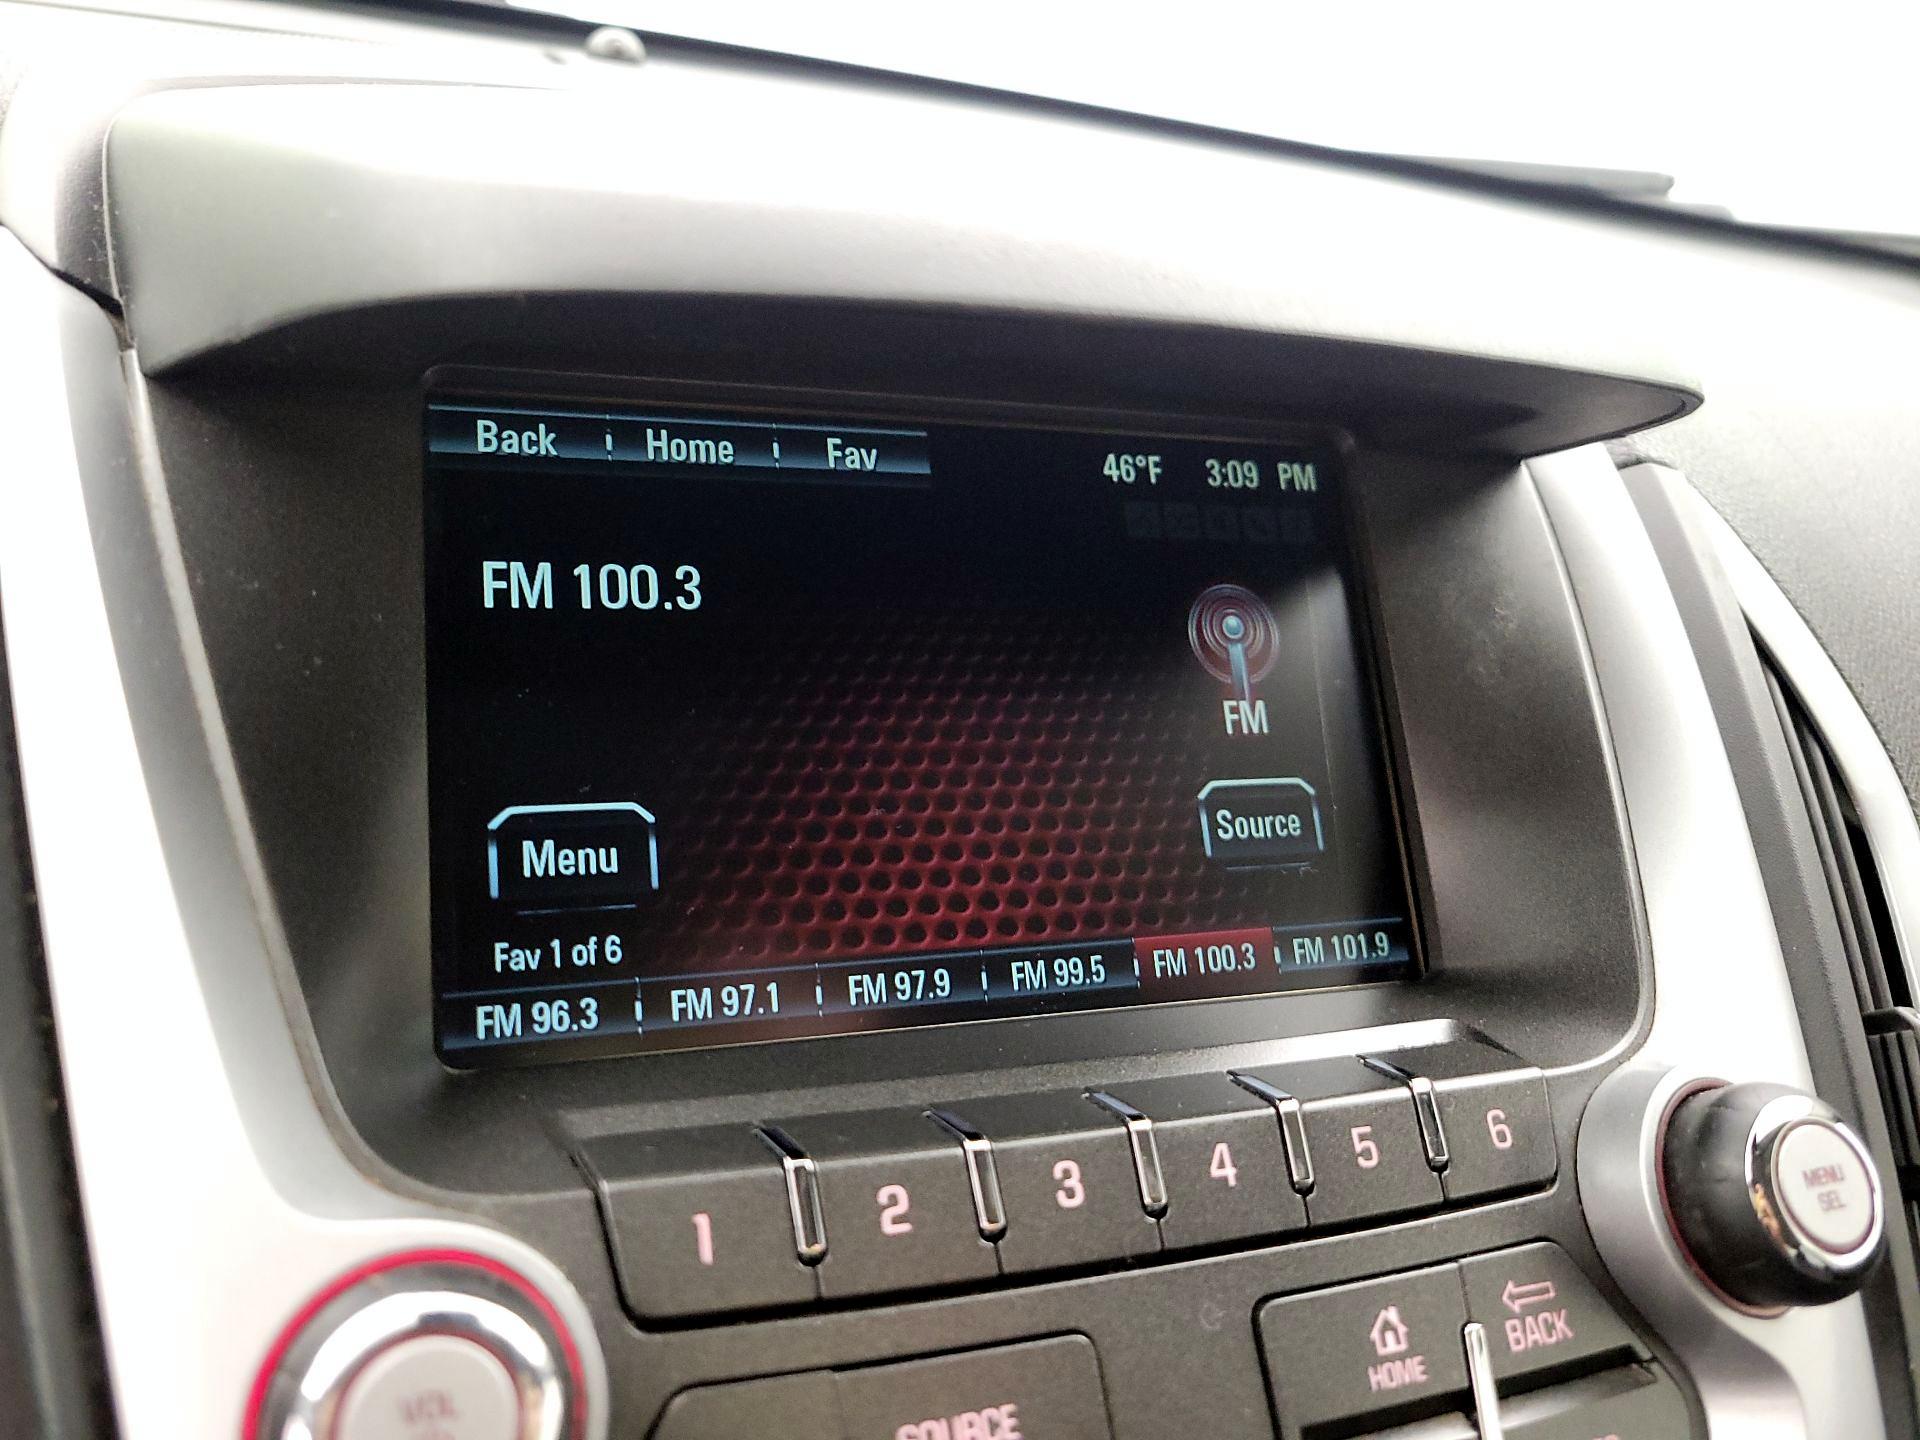 Back Home Fav 46°F 3:09 PM
FM 100.3
FM
Menu Source
Fav 1 of 6
FM 96.3 FM 97.1 FM 97.9 FM 99.5 FM 100.3 FM 101.9
1 2 3 4 5 6
MENU
SEL
HOME BACK
VOL
SOURCE